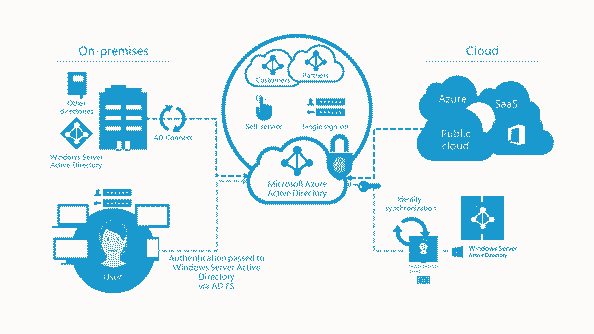 On-premises
Cloud
Customers
Partners
Other
directories
AD Connect
Self-service
Single sign on
Azure
SaaS
Public
cloud
Windows Server
Active Directory
Microsoft Azure
Active Directory
Identity
synchronization
Windows Server
Active Directory
User
Authentication passed to
Windows Server Active
Directory
via AD FS